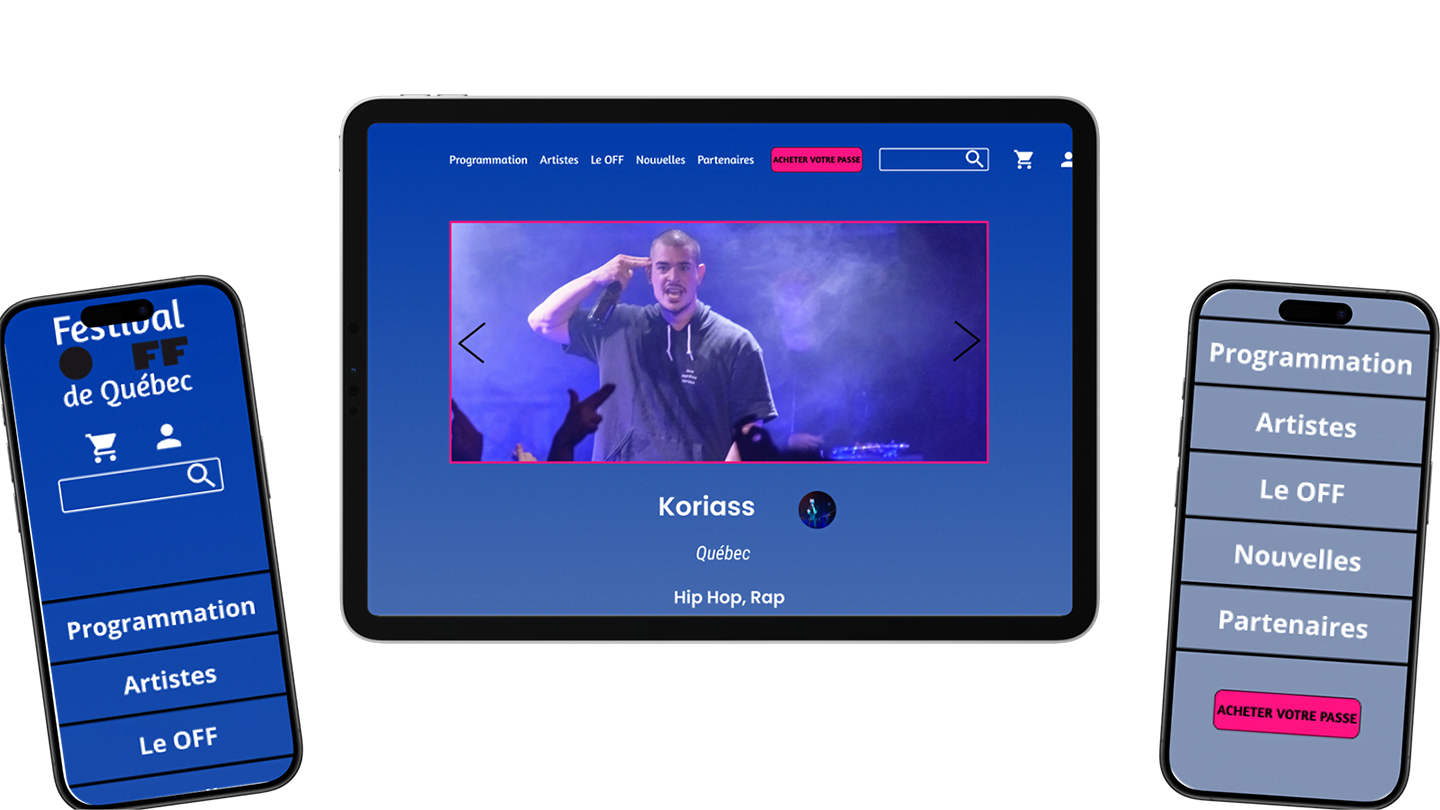 Festival
O FF
de Québec
Programmation
Artistes
Le OFF
Programmation Artistes Le OFF Nouvelles Partenaires ACHETER VOTRE PASSE
Koriass
Québec
Hip Hop, Rap
Programmation
Artistes
Le OFF
Nouvelles
Partenaires
ACHETER VOTRE PASSE